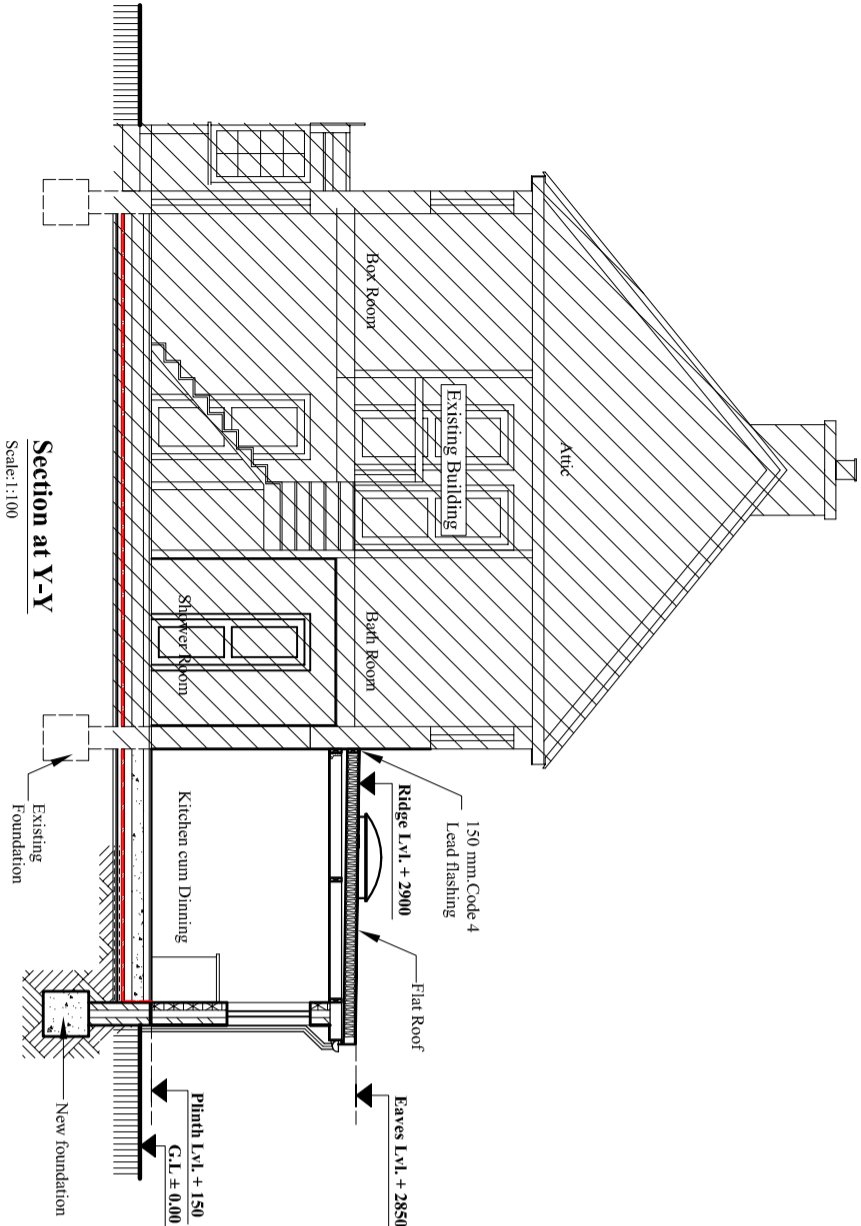 Attic
Existing Building
Box Room
Bath Room
Shower Room
150 mm.Code 4
Lead flashing
Flat Roof
Ridge Lvl. + 2900
Eaves Lvl. + 2850
Kitchen cum Dinning
Plinth Lvl. + 150
G.L ± 0.00
Existing
Foundation
New foundation
Section at Y-Y
Scale:1:100